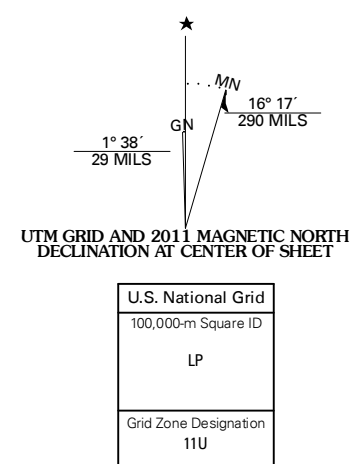 MN
GN
1° 38´
29 MILS
16° 17´
290 MILS
UTM GRID AND 2011 MAGNETIC NORTH
DECLINATION AT CENTER OF SHEET
U.S. National Grid
100,000-m Square ID
LP
Grid Zone Designation
11U